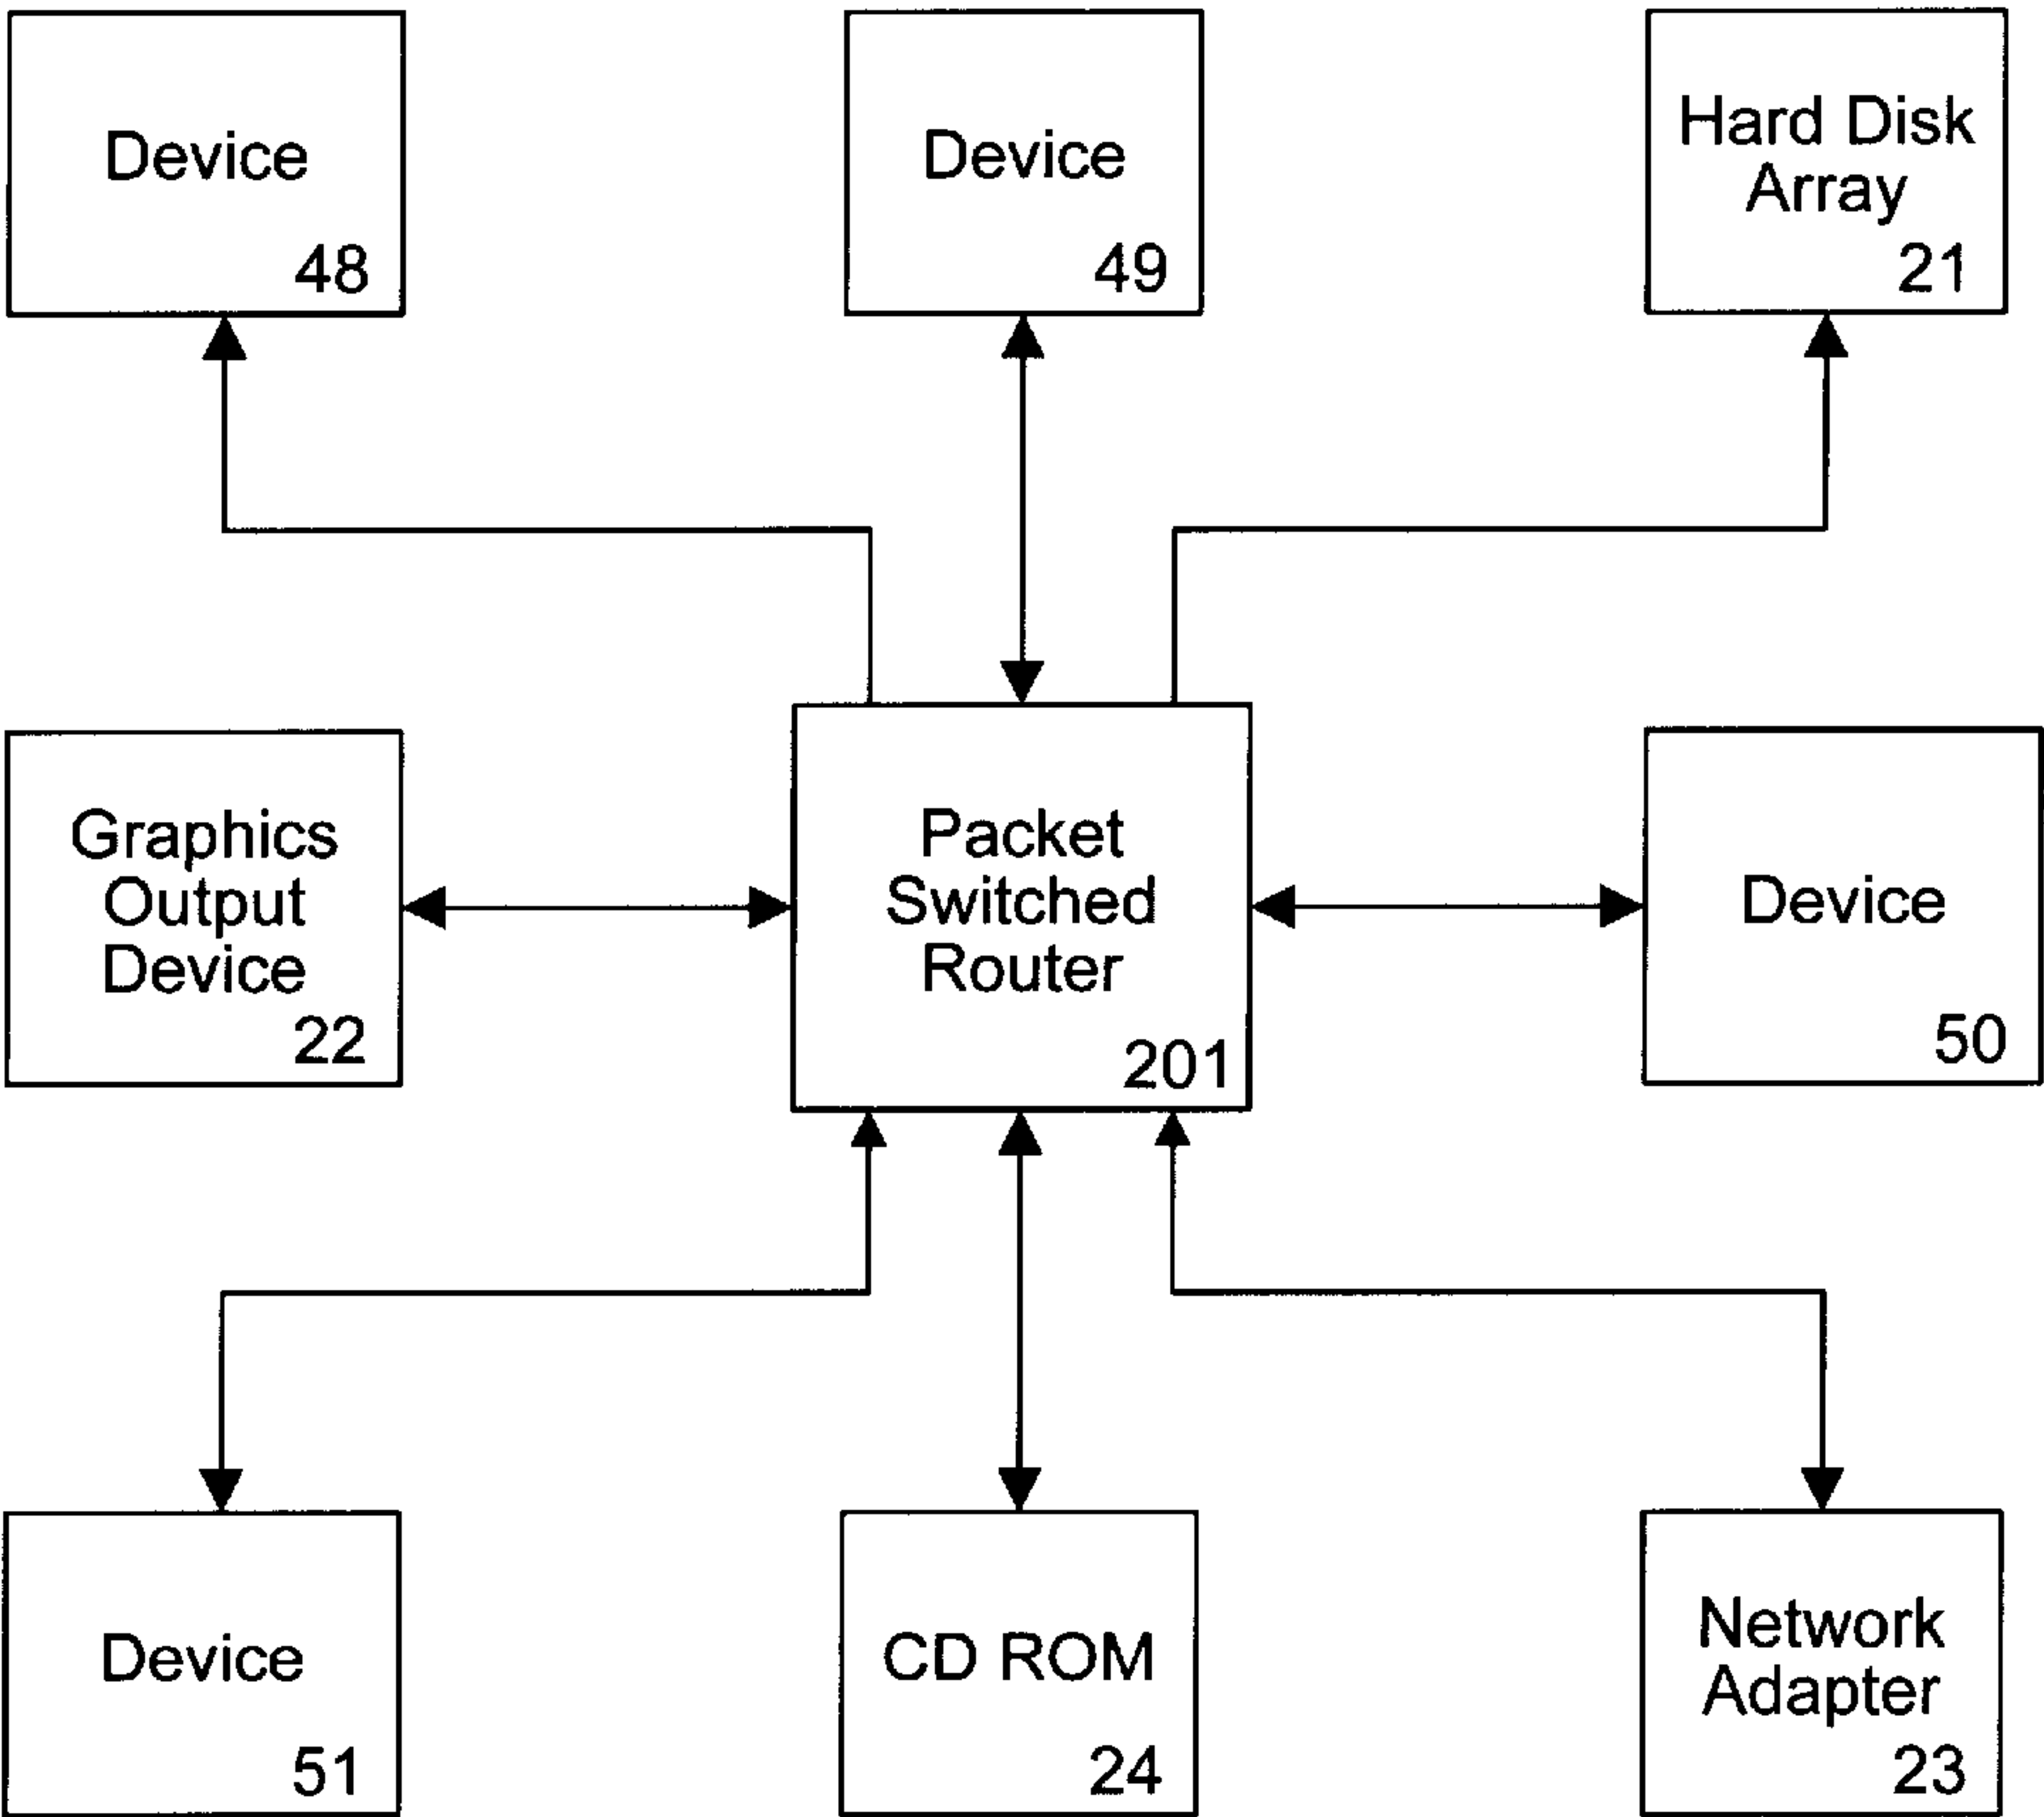 Device
48
Device
49
Hard Disk
Array
21
Graphics
Output
Device
22
Packet
Switched
Router
201
Device
50
Device
51
CD ROM
24
Network
Adapter
23